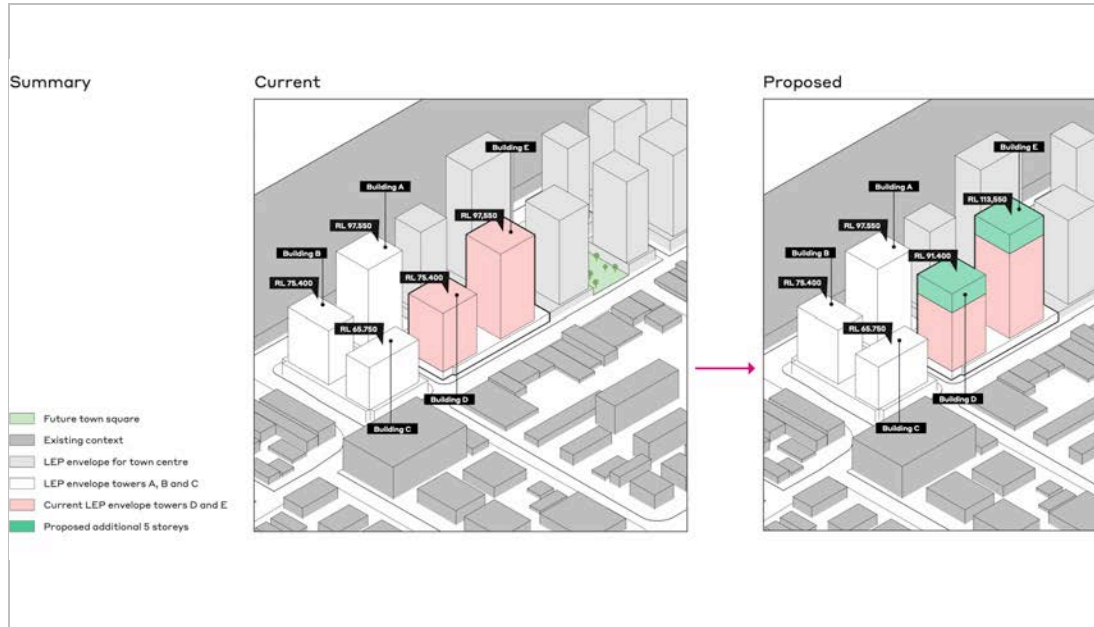 Summary
Current
Proposed
Building E
Building A
RL 97,550
RL 97.550
Building B
RL 75.400
RL 75.400
RL 65.750
Building D
Building C
Building E
Building A
RL 113,550
RL 97.550
Building B
RL 91.400
RL 75.400
RL 65.750
Building D
Building C
Future town square
Existing context
LEP envelope for town centre
LEP envelope towers A, B and C
Current LEP envelope towers D and E
Proposed additional 5 storeys